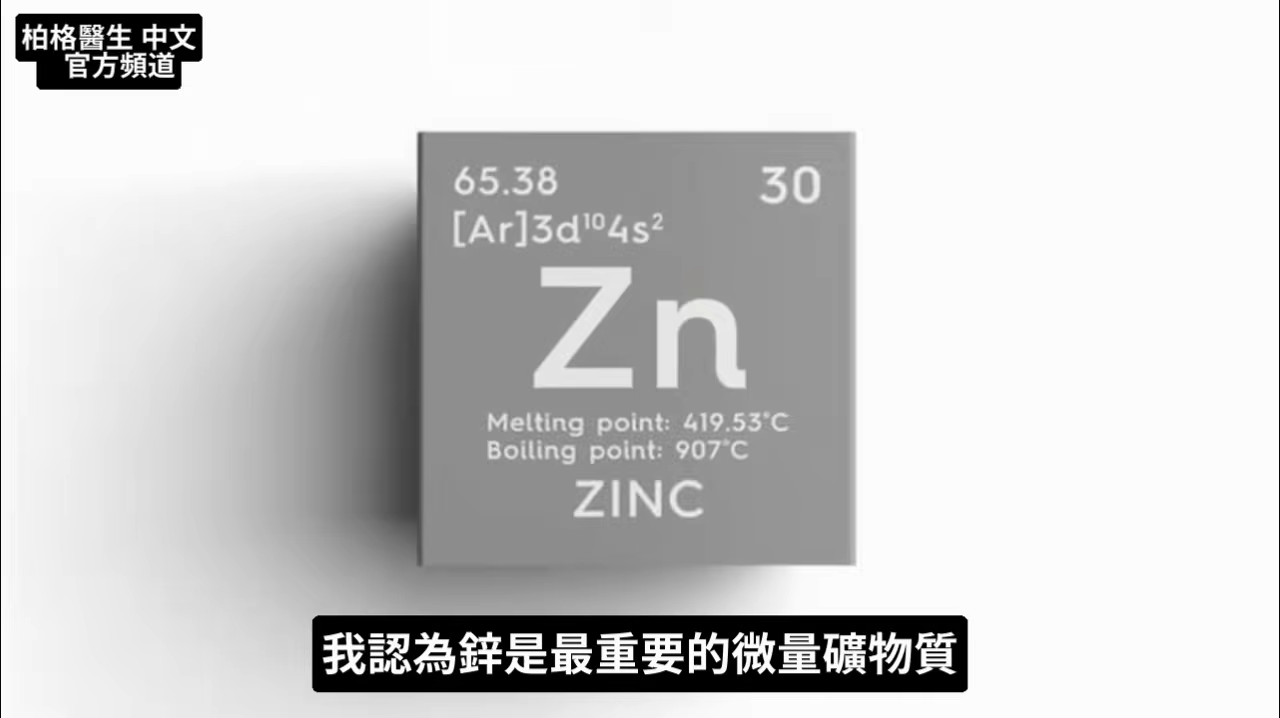 柏格醫生 中文
官方頻道
65.38
30
[Ar]3d¹⁰4s²
Zn
Melting point: 419.53°C
Boiling point: 907°C
ZINC
我認為鋅是最重要的微量礦物質